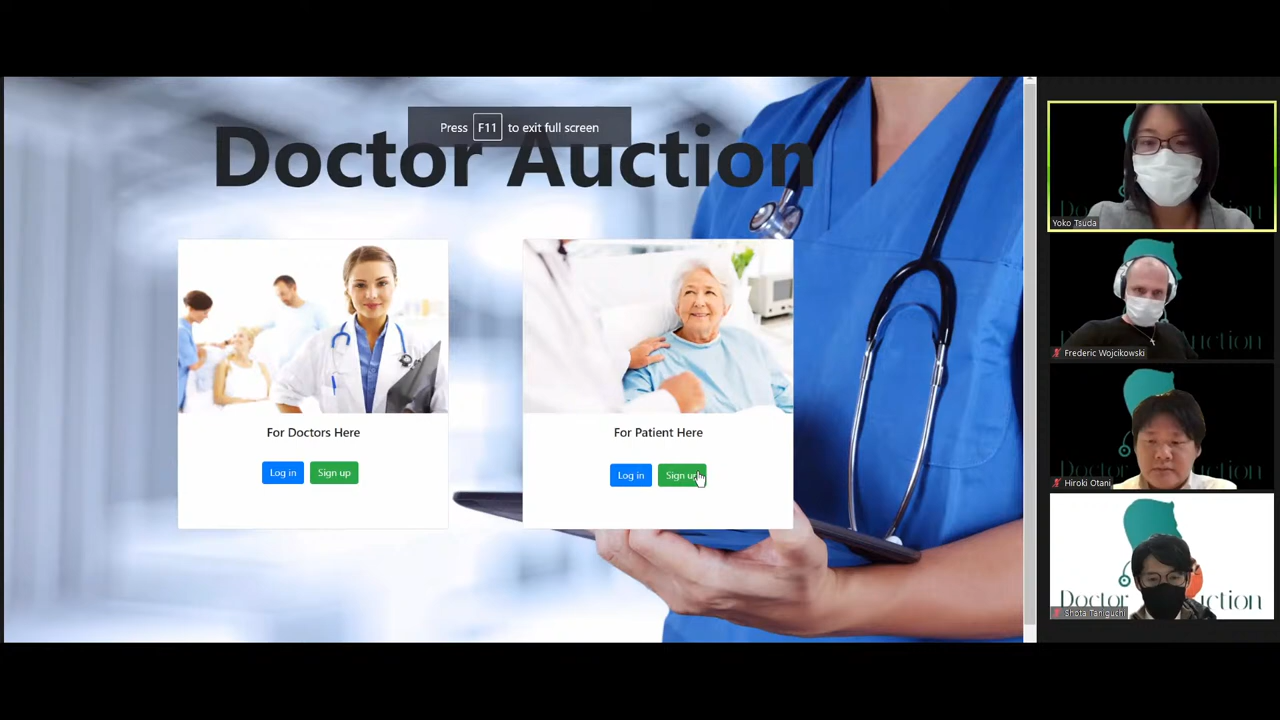 Press F11 to exit full screen
Doctor Auction
For Doctors Here
Log in Sign up
For Patient Here
Log in Sign up
Yoko Tsuda
Frederic Wojcikowski
Hiroki Otani
Doctor
ction
Shota Taniguchi